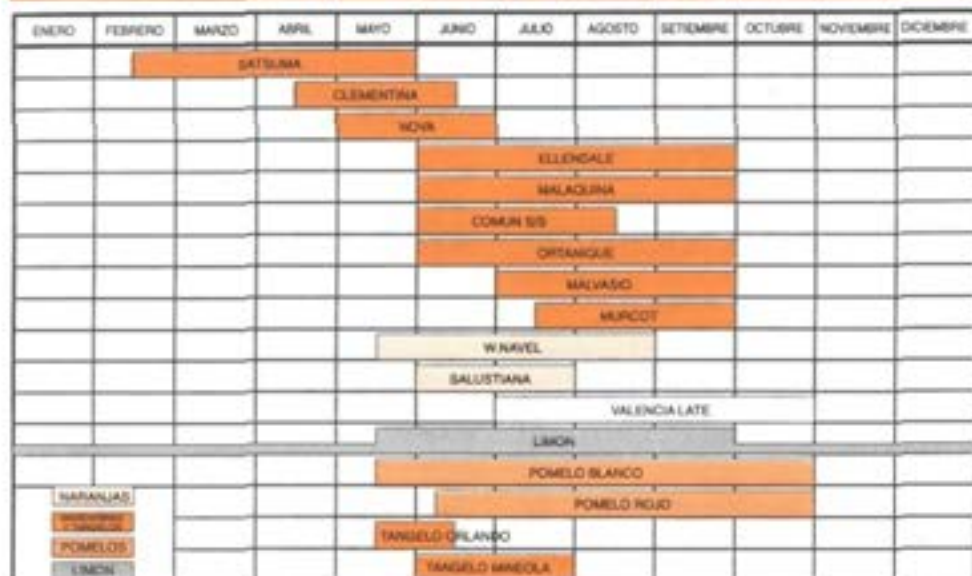 ENERO FEBRERO MARZO ABRIL MAYO JUNIO JULIO AGOSTO SETIEMBRE OCTUBRE NOVIEMBRE DICIEMBRE
SATSUMA
CLEMENTINA
NOVA
ELLENDALE
MALAQUINA
COMUN S/S
ORTANIQUE
MALVASIO
MURCOT
W.NAVEL
SALUSTIANA
VALENCIA LATE
LIMON
POMELO BLANCO
NARANJAS
POMELO ROJO
TANGELO ORLANDO
POMELOS
LIMON
TANGELO MINEOLA